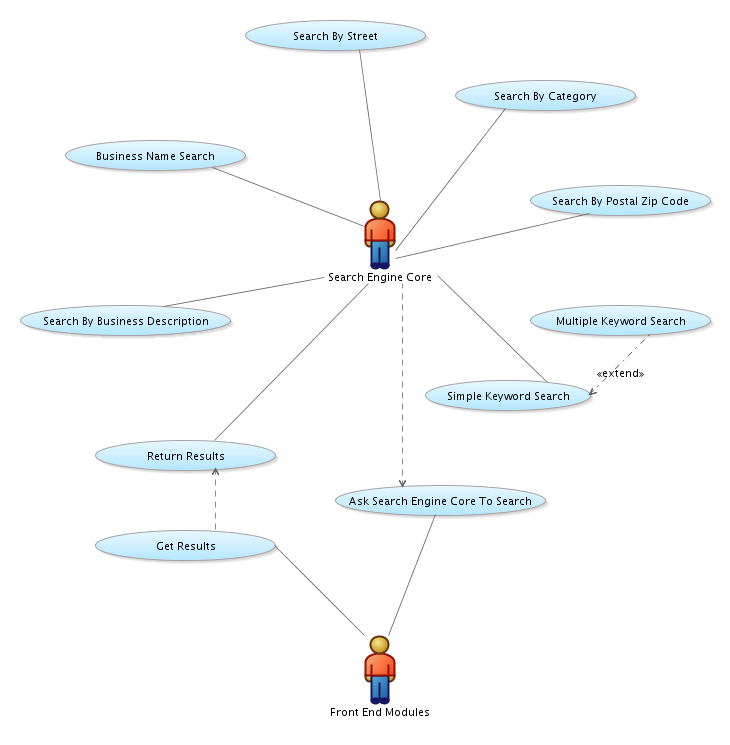 Search By Street
Search By Category
Business Name Search
Search By Postal Zip Code
Search Engine Core
Search By Business Description
Multiple Keyword Search
«extend»
Simple Keyword Search
Return Results
Ask Search Engine Core To Search
Get Results
Front End Modules